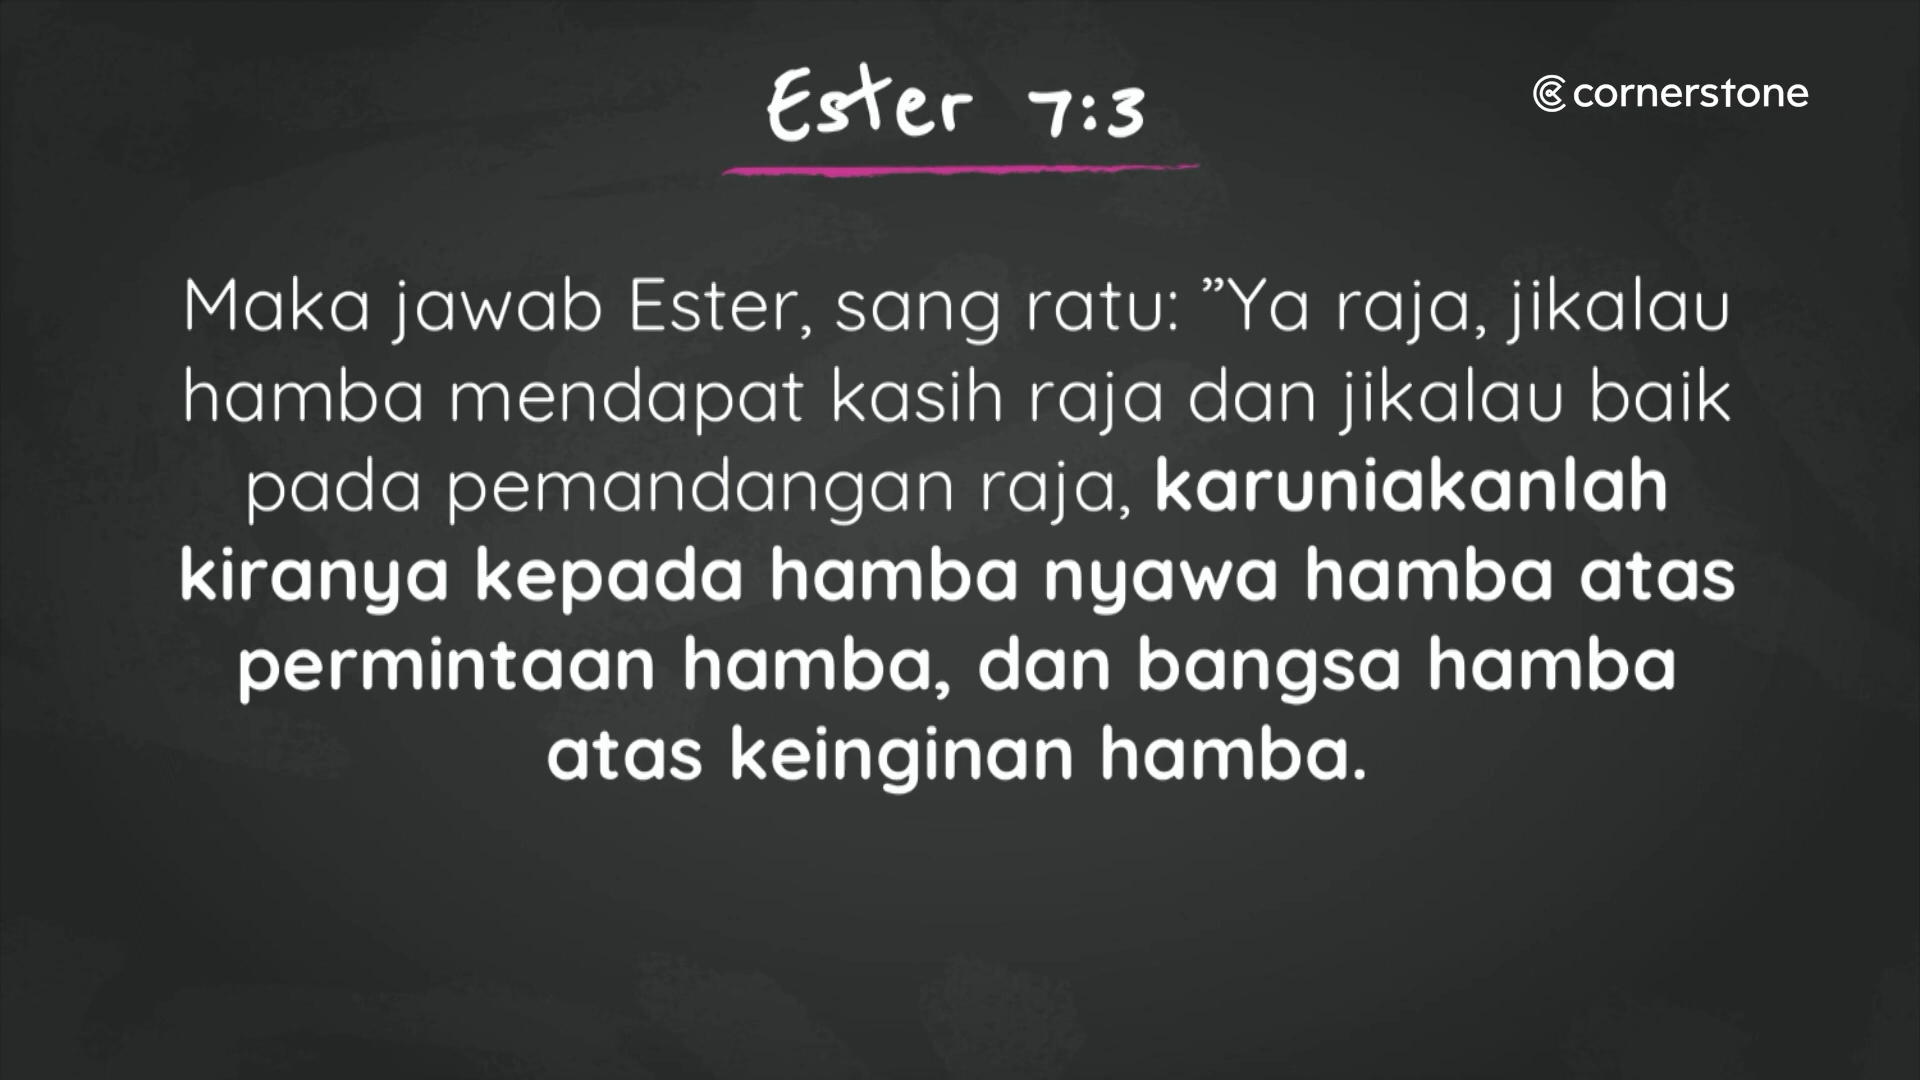 Ester 7:3
cornerstone
Maka jawab Ester, sang ratu: ”Ya raja, jikalau
hamba mendapat kasih raja dan jikalau baik
pada pemandangan raja, karuniakanlah
kiranya kepada hamba nyawa hamba atas
permintaan hamba, dan bangsa hamba
atas keinginan hamba.